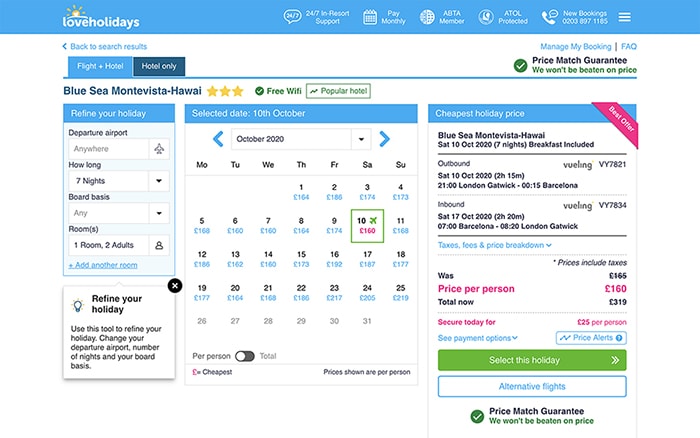 loveholidays
24/7 24/7 In-Resort Support
Pay Monthly
ABTA Member
ATOL Protected
New Bookings 0203 897 1185
Back to search results
Manage My Booking | FAQ
Flight + Hotel
Hotel only
Price Match Guarantee
We won't be beaten on price
Blue Sea Montevista-Hawai
Free Wifi
Popular hotel
Refine your holiday
Departure airport
Anywhere
How long
7 Nights
Board basis
Any
Room(s)
1 Room, 2 Adults
+ Add another room
Refine your holiday
Use this tool to refine your holiday. Change your departure airport, number of nights and your board basis.
Selected date: 10th October
October 2020
Mo Tu We Th Fr Sa Su
1 2 3 4
£164 £186 £174 £173
5 6 7 8 9 10 11
£168 £160 £160 £168 £174 £160 £168
12 13 14 15 16 17 18
£186 £162 £160 £173 £192 £187 £177
19 20 21 22 23 24 25
£177 £164 £168 £186 £217 £205 £219
26 27 28 29 30 31
Per person Total
£= Cheapest
Prices shown are per person
Cheapest holiday price
Best Offer
Blue Sea Montevista-Hawai
Sat 10 Oct 2020 (7 nights) Breakfast Included
Outbound vueling VY7821
Sat 10 Oct 2020 (2h 15m)
21:00 London Gatwick - 00:15 Barcelona
Inbound vueling VY7834
Sat 17 Oct 2020 (2h 20m)
07:00 Barcelona - 08:20 London Gatwick
Taxes, fees & price breakdown
* Prices include taxes
Was £165
Price per person £160
Total now £319
Secure today for £25 per person
See payment options
Price Alerts ?
Select this holiday
Alternative flights
Price Match Guarantee
We won't be beaten on price